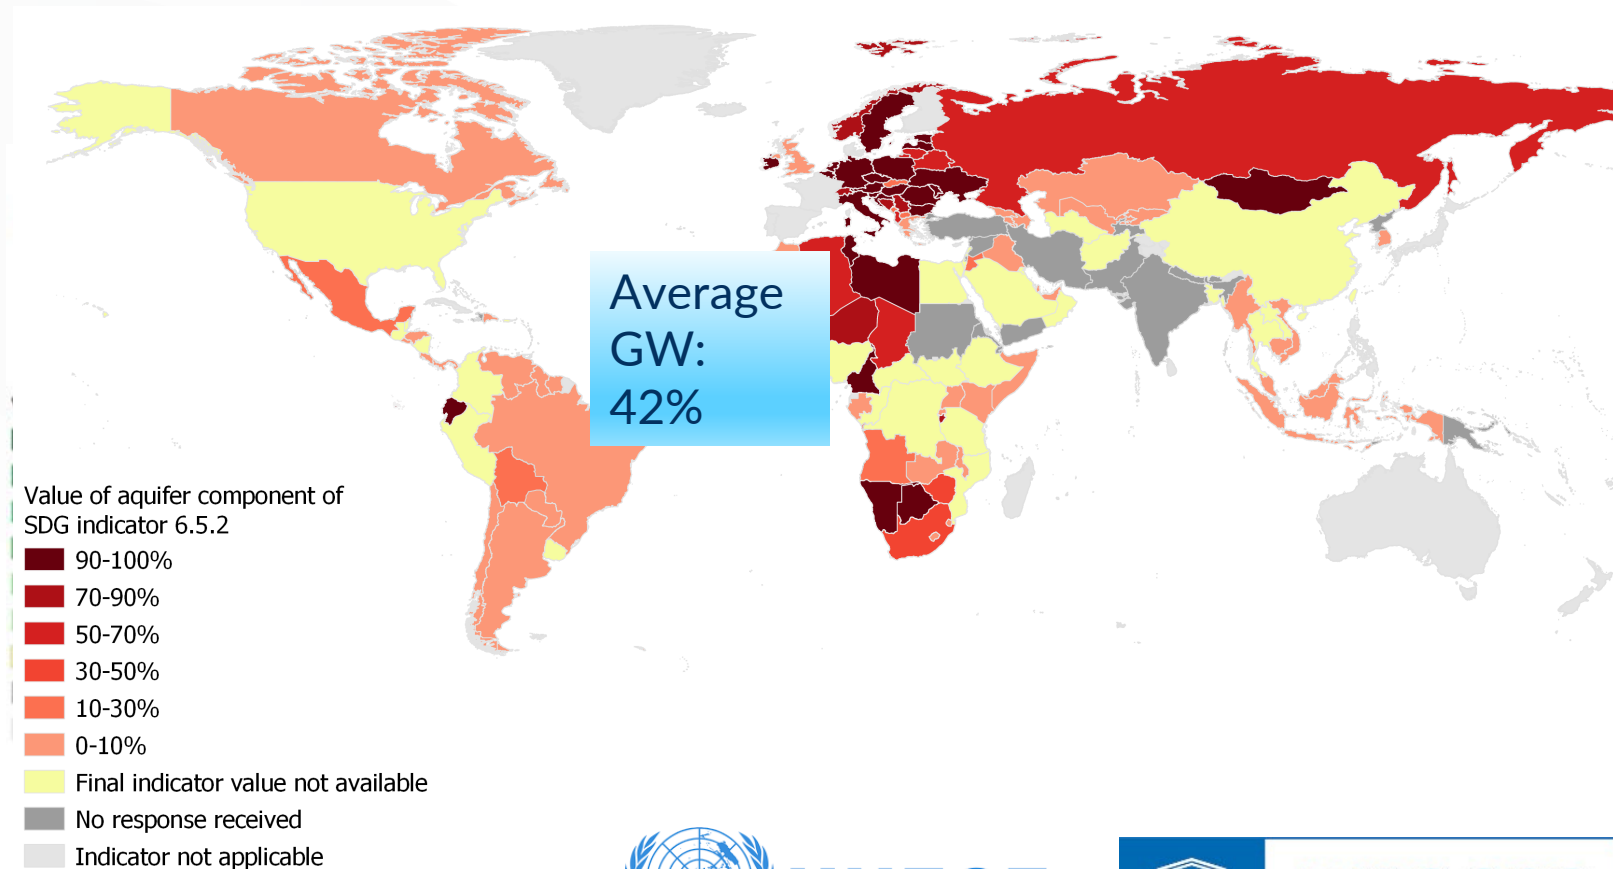 Average
GW:
42%
Value of aquifer component of
SDG indicator 6.5.2
90-100%
70-90%
50-70%
30-50%
10-30%
0-10%
Final indicator value not available
No response received
Indicator not applicable